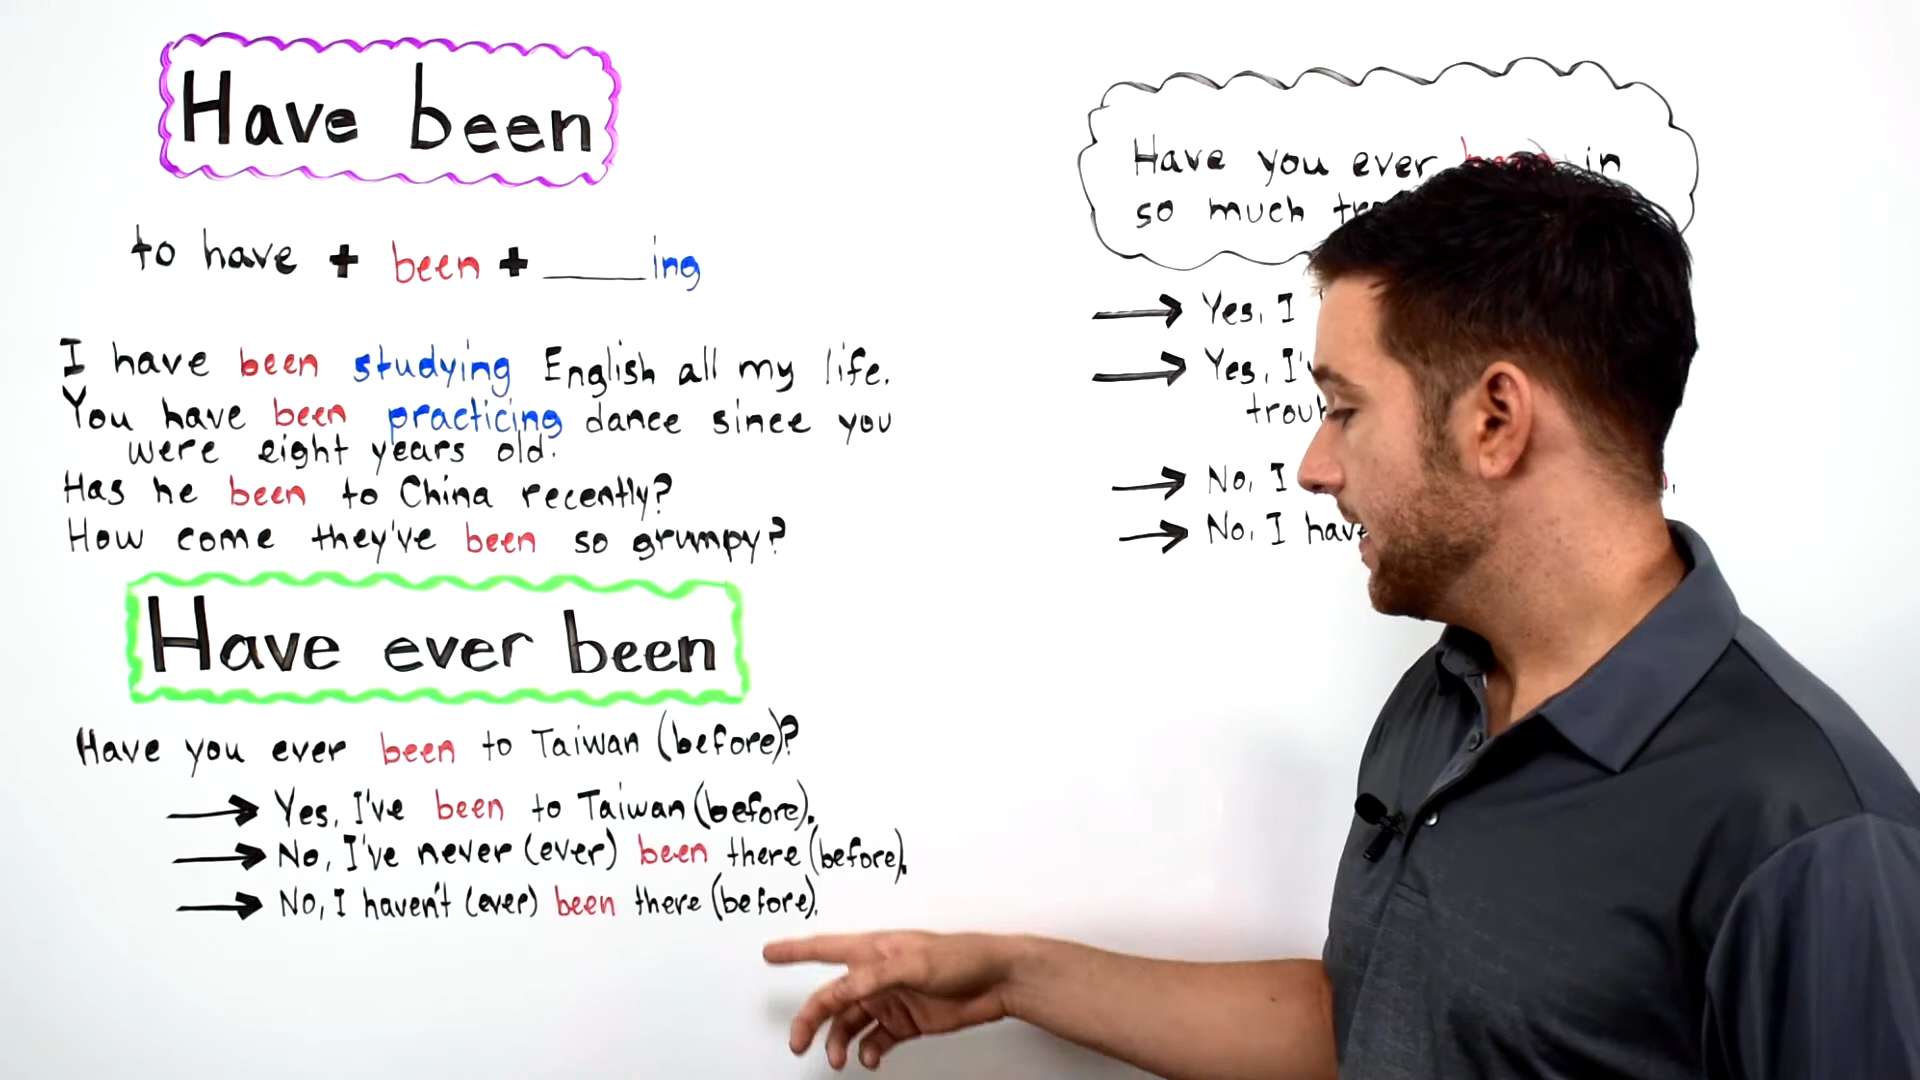 Have been
to have + been + ____ing
I have been studying English all my life.
You have been practicing dance since you
were eight years old.
Has he been to China recently?
How come they've been so grumpy?
Have ever been
Have you ever been to Taiwan (before)?
→ Yes, I've been to Taiwan (before).
→ No, I've never (ever) been there (before).
→ No, I haven't (ever) been there (before).
Have you ever in
so much
→ Yes, I
→ Yes,
→ No, I
→ No, I